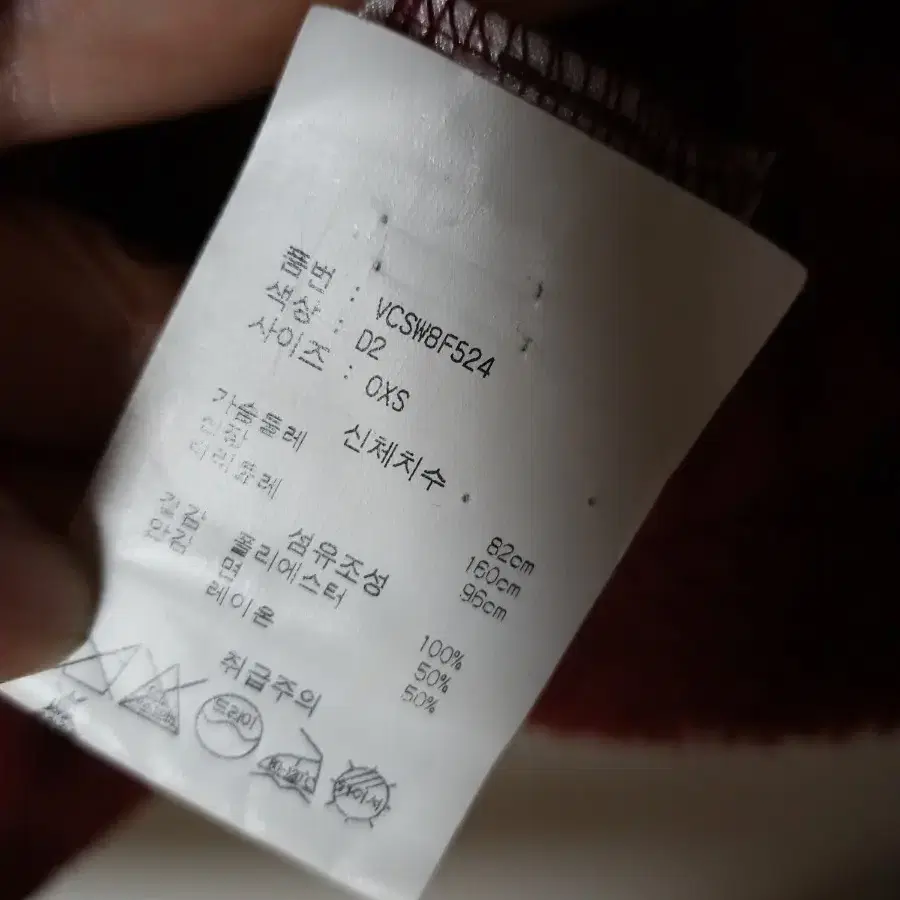 품번 : VCSW8F524
색상 : D2
사이즈 : 0XS
신체치수
가슴둘레 82cm
신장 160cm
허리둘레 96cm
섬유조성
겉감 폴리에스터 100%
안감 면 50%
레이온 50%
취급주의
드라이